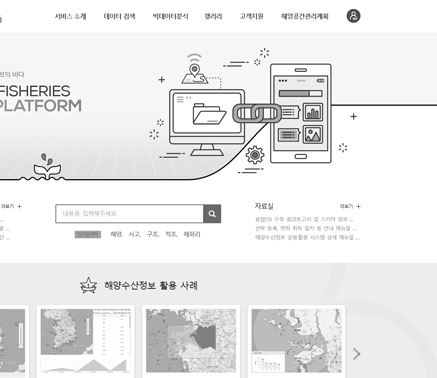 서비스 소개 데이터 검색 빅데이터분석 갤러리 고객지원 해양공간관리계획
보의 바다
FISHERIES
PLATFORM
더보기 +
내용을 입력해주세요.
해양, 사고, 구조, 적조, 해파리
자료실 더보기 +
융합DB 구축 결과보고서 및 스키마 정보 ...
선박 등록, 면허 취득 절차 등 안내 매뉴얼 ...
해양수산정보 공동활용 시스템 상세 매뉴얼 ...
해양수산정보 활용 사례